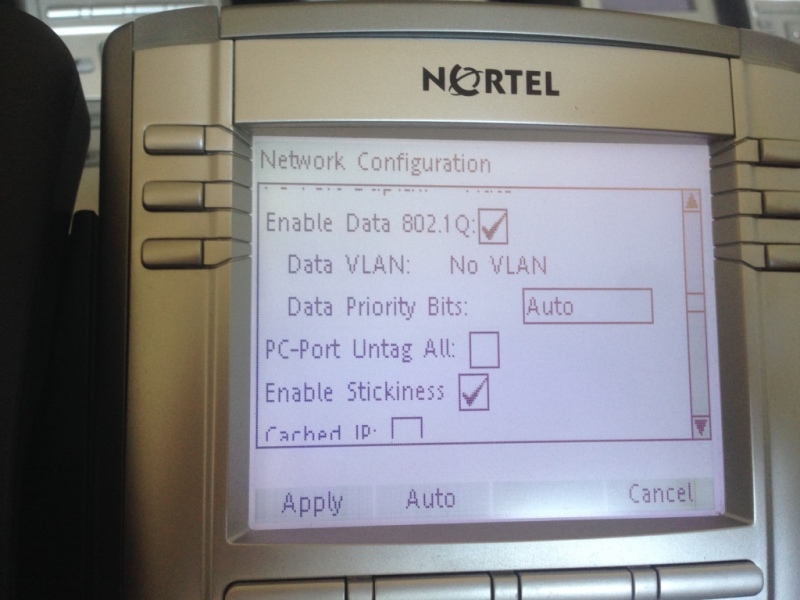 NORTEL
Network Configuration
Enable Data 802.1Q:
Data VLAN: No VLAN
Data Priority Bits: Auto
PC-Port Untag All:
Enable Stickiness
Cached IP:
Apply Auto Cancel